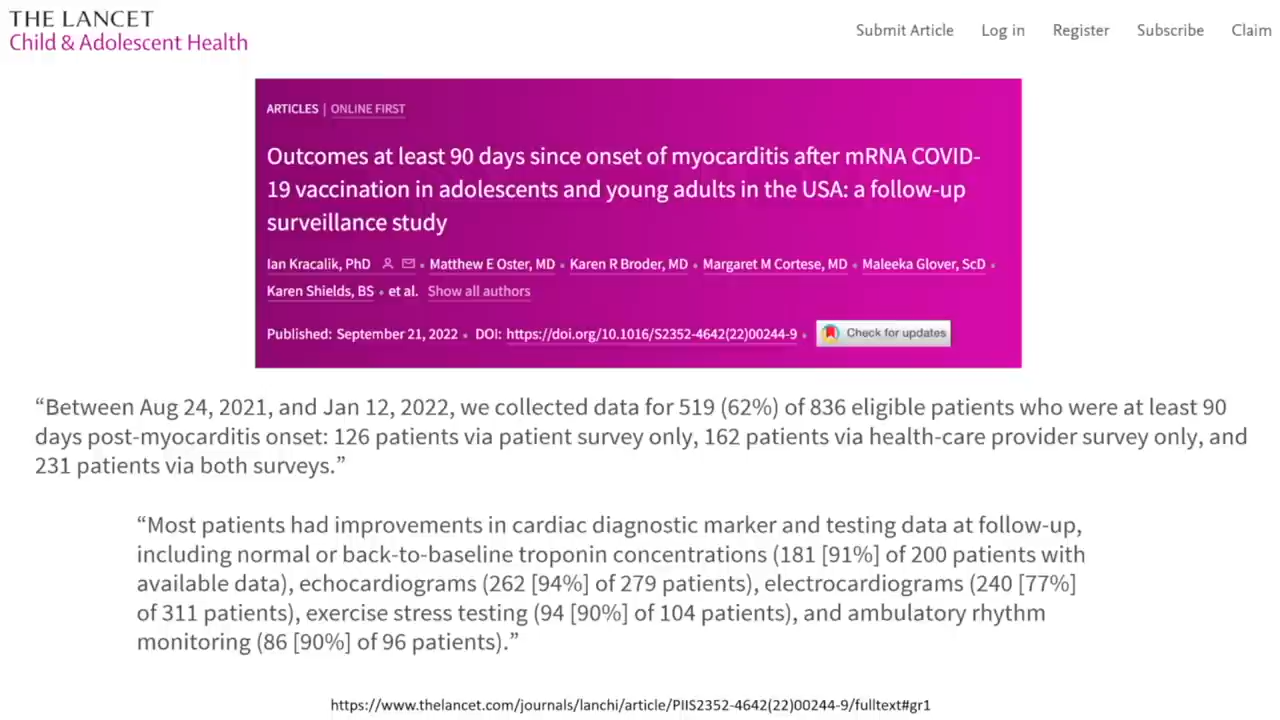 THE LANCET
Child & Adolescent Health
Submit Article Log in Register Subscribe Claim
ARTICLES | ONLINE FIRST
Outcomes at least 90 days since onset of myocarditis after mRNA COVID-
19 vaccination in adolescents and young adults in the USA: a follow-up
surveillance study
Ian Kracalik, PhD • Matthew E Oster, MD • Karen R Broder, MD • Margaret M Cortese, MD • Maleeka Glover, ScD •
Karen Shields, BS • et al. Show all authors
Published: September 21, 2022 • DOI: https://doi.org/10.1016/S2352-4642(22)00244-9 • Check for updates
“Between Aug 24, 2021, and Jan 12, 2022, we collected data for 519 (62%) of 836 eligible patients who were at least 90
days post-myocarditis onset: 126 patients via patient survey only, 162 patients via health-care provider survey only, and
231 patients via both surveys.”
“Most patients had improvements in cardiac diagnostic marker and testing data at follow-up,
including normal or back-to-baseline troponin concentrations (181 [91%] of 200 patients with
available data), echocardiograms (262 [94%] of 279 patients), electrocardiograms (240 [77%]
of 311 patients), exercise stress testing (94 [90%] of 104 patients), and ambulatory rhythm
monitoring (86 [90%] of 96 patients).”
https://www.thelancet.com/journals/lanchi/article/PIIS2352-4642(22)00244-9/fulltext#gr1